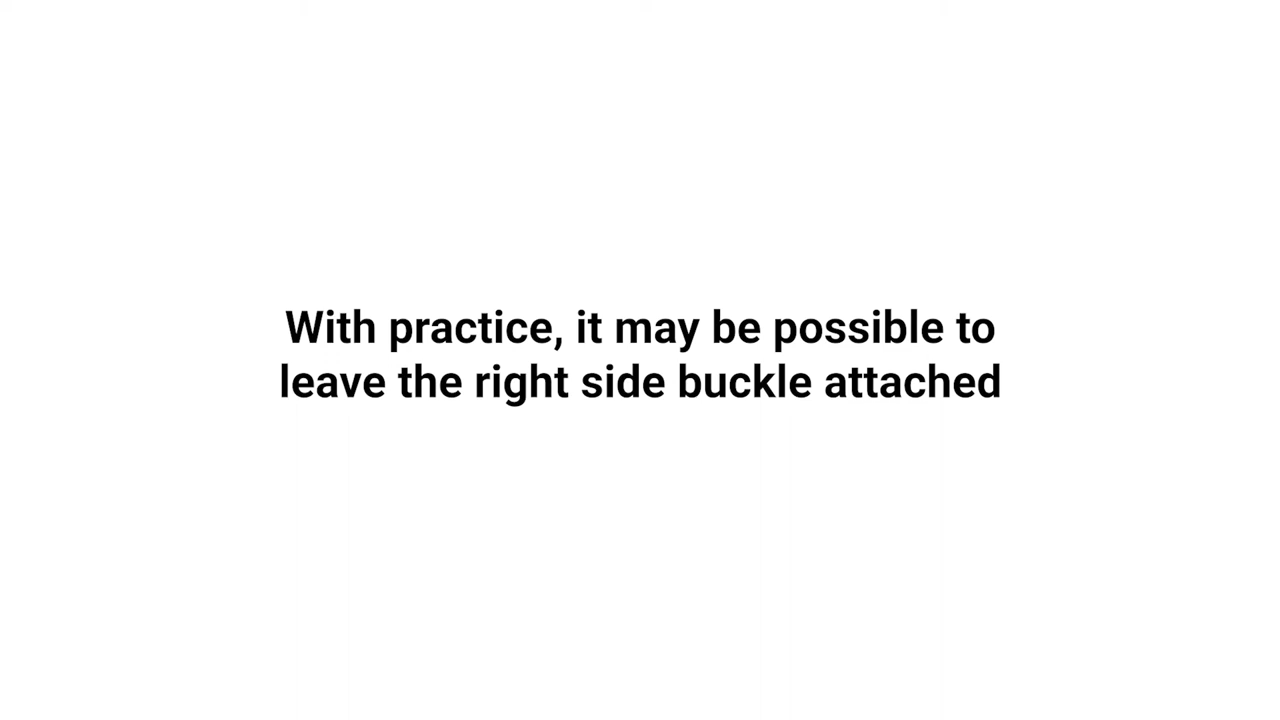 With practice, it may be possible to
leave the right side buckle attached